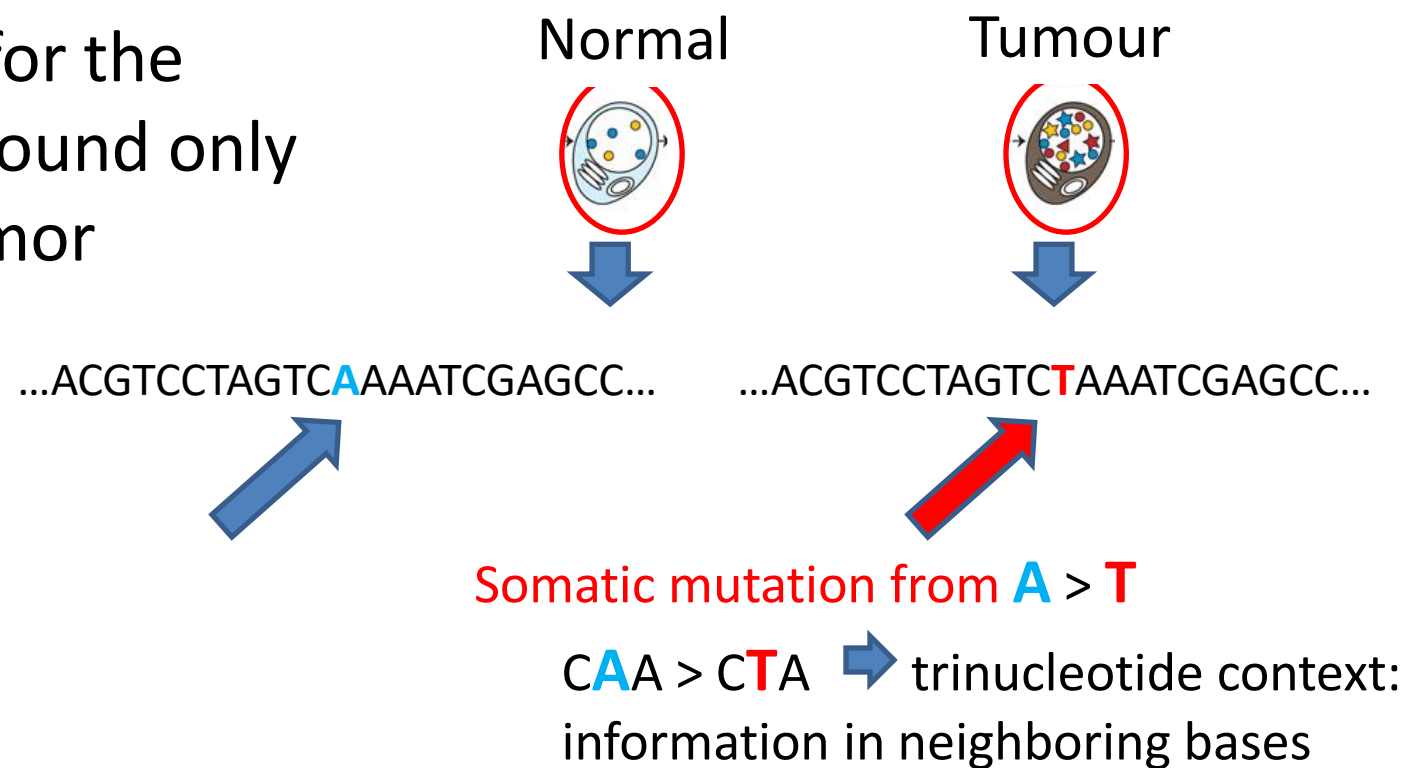 for the
ound only
mor
Normal
Tumour
...ACGTCCTAGTCAAAATCGAGCC...
...ACGTCCTAGTCTAAATCGAGCC...
Somatic mutation from A > T
CAA > CTA trinucleotide context:
information in neighboring bases